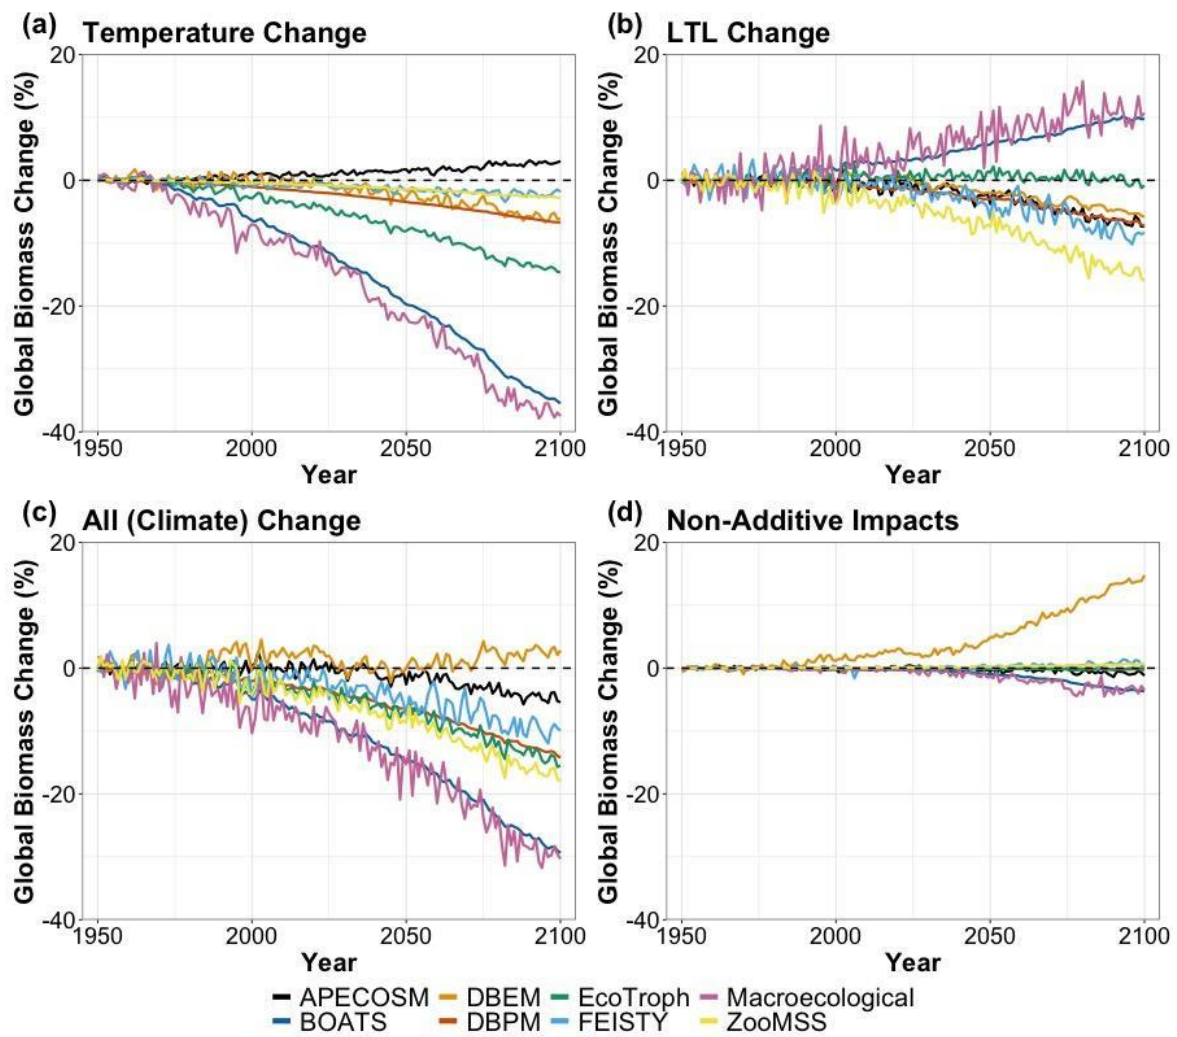 (a) Temperature Change
20
0
-20
-40
Global Biomass Change (%)
1950 2000 2050 2100
Year
(b) LTL Change
20
0
-20
-40
Global Biomass Change (%)
1950 2000 2050 2100
Year
(c) All (Climate) Change
20
0
-20
-40
Global Biomass Change (%)
1950 2000 2050 2100
Year
(d) Non-Additive Impacts
20
0
-20
-40
Global Biomass Change (%)
1950 2000 2050 2100
Year
APECOSM DBEM EcoTroph Macroecological
BOATS DBPM FEISTY ZooMSS